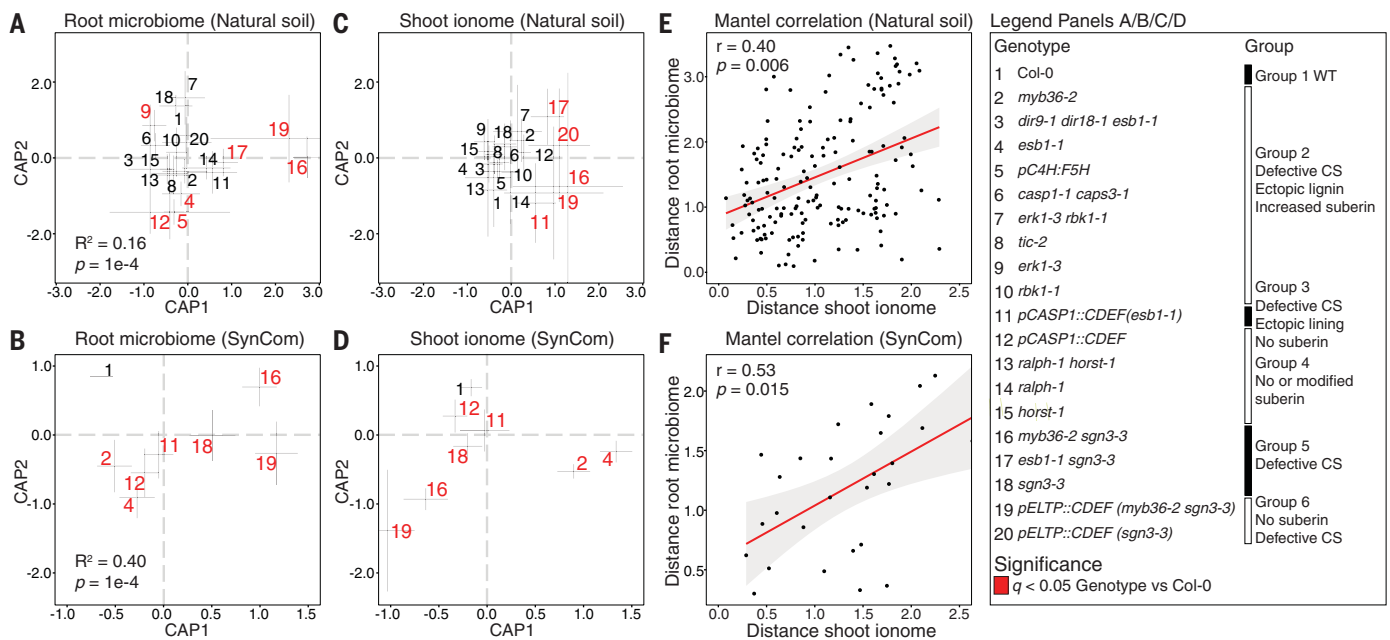 A
Root microbiome (Natural soil)
CAP2
2.0
0.0
-2.0
7
18
9
1
6
10
20
19
3
15
14
17
16
13
8
2
11
4
12
5
R² = 0.16
p = 1e-4
-3.0
-2.0
-1.0
0.0
1.0
2.0
3.0
CAP1
C
Shoot ionome (Natural soil)
CAP2
2.0
0.0
-2.0
17
7
9
18
2
20
15
8
6
12
4
3
10
16
13
5
1
14
19
11
-3.0
-2.0
-1.0
0.0
1.0
2.0
3.0
CAP1
E
Mantel correlation (Natural soil)
r = 0.40
p = 0.006
Distance root microbiome
3.0
2.0
1.0
0.0
0.0
0.5
1.0
1.5
2.0
2.5
Distance shoot ionome
B
Root microbiome (SynCom)
CAP2
1.0
0.0
-1.0
-2.0
1
16
11
18
2
19
12
4
R² = 0.40
p = 1e-4
-1.0
-0.5
0.0
0.5
1.0
1.5
CAP1
D
Shoot ionome (SynCom)
CAP2
1.0
0.0
-1.0
-2.0
1
12
11
18
2
4
16
19
-1.0
-0.5
0.0
0.5
1.0
1.5
CAP1
F
Mantel correlation (SynCom)
r = 0.53
p = 0.015
Distance root microbiome
2.0
1.5
1.0
0.5
0.0
0.5
1.0
1.5
2.0
2.5
Distance shoot ionome
Legend Panels A/B/C/D
Genotype
Group
1 Col-0
2 myb36-2
3 dir9-1 dir18-1 esb1-1
4 esb1-1
5 pC4H:F5H
6 casp1-1 caps3-1
7 erk1-3 rbk1-1
8 tic-2
9 erk1-3
10 rbk1-1
11 pCASP1::CDEF(esb1-1)
12 pCASP1::CDEF
13 ralph-1 horst-1
14 ralph-1
15 horst-1
16 myb36-2 sgn3-3
17 esb1-1 sgn3-3
18 sgn3-3
19 pELTP::CDEF (myb36-2 sgn3-3)
20 pELTP::CDEF (sgn3-3)
Group 1 WT
Group 2
Defective CS
Ectopic lignin
Increased suberin
Group 3
Defective CS
Ectopic lining
No suberin
Group 4
No or modified
suberin
Group 5
Defective CS
Group 6
No suberin
Defective CS
Significance
q < 0.05 Genotype vs Col-0